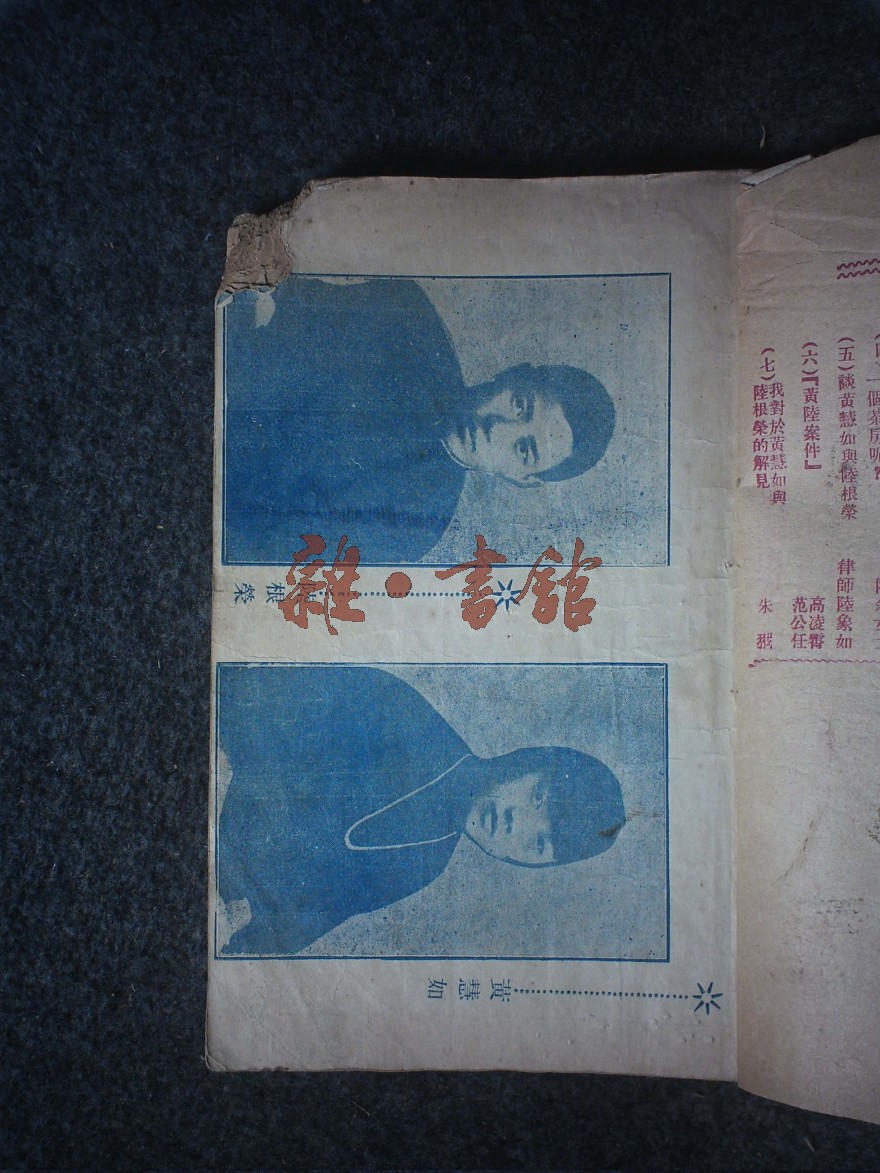 (五)談黃慧如與陸根榮 律師陸象如
(六)『黃陸案件』 高凌霄 范公任
(七)我對於黃慧如與陸根榮的解見 朱 戩
根榮
黃慧如
雜·書館